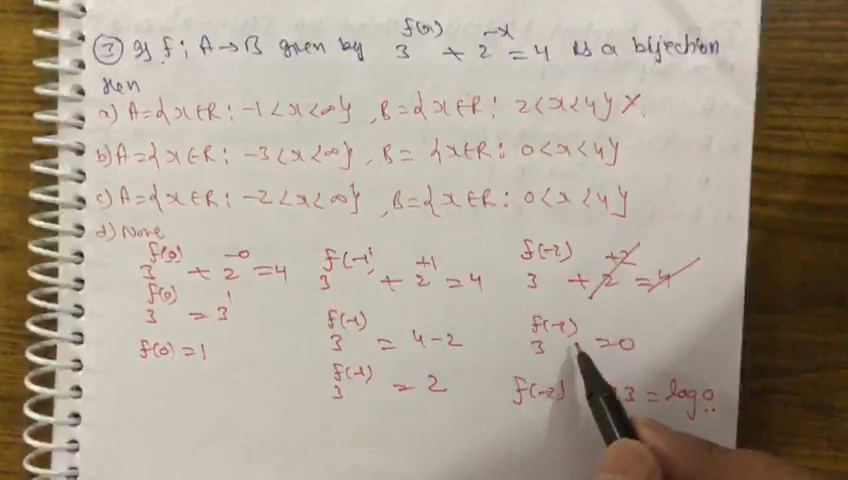 ③ If f: A→B given by 3^f(x) + 2^-x = 4 is a bijection
then
a) A={x∈R: -1<x<∞}, B={x∈R: 2<x<4} ×
b) A={x∈R: -3<x<∞}, B= {x∈R: 0<x<4}
c) A={x∈R: -2<x<∞}, B={x∈R: 0<x<4}
d) None
3^f(0) + 2^-0 = 4
3^f(0) = 3^1
f(0) = 1
3^f(-1) + 2^+1 = 4
3^f(-1) = 4-2
3^f(-1) = 2
3^f(-2) + 2^+2 = 4
3^f(-2) = 0
f(-2) 3 = log 0..